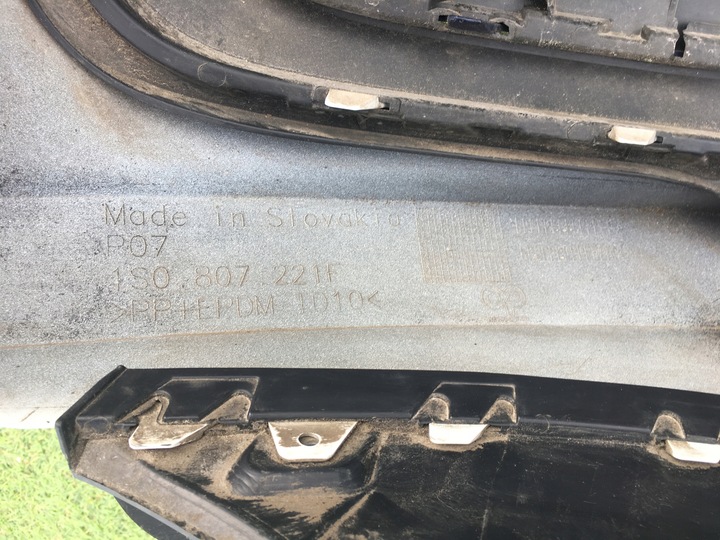 Made in Slovakia
P07
1S0.807.221F
>PP+EPDM T010<